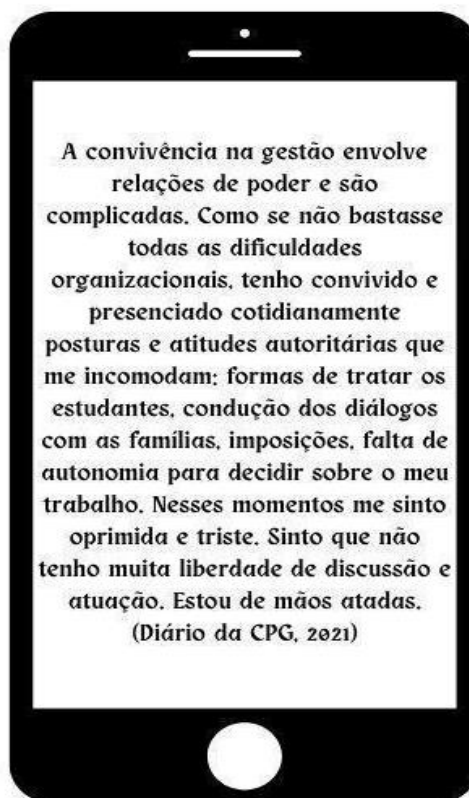 A convivência na gestão envolve
relações de poder e são
complicadas. Como se não bastasse
todas as dificuldades
organizacionais, tenho convivido e
presenciado cotidianamente
posturas e atitudes autoritárias que
me incomodam: formas de tratar os
estudantes, condução dos diálogos
com as famílias, imposições, falta de
autonomia para decidir sobre o meu
trabalho. Nesses momentos me sinto
oprimida e triste. Sinto que não
tenho muita liberdade de discussão e
atuação. Estou de mãos atadas.
(Diário da CPG, 2021)